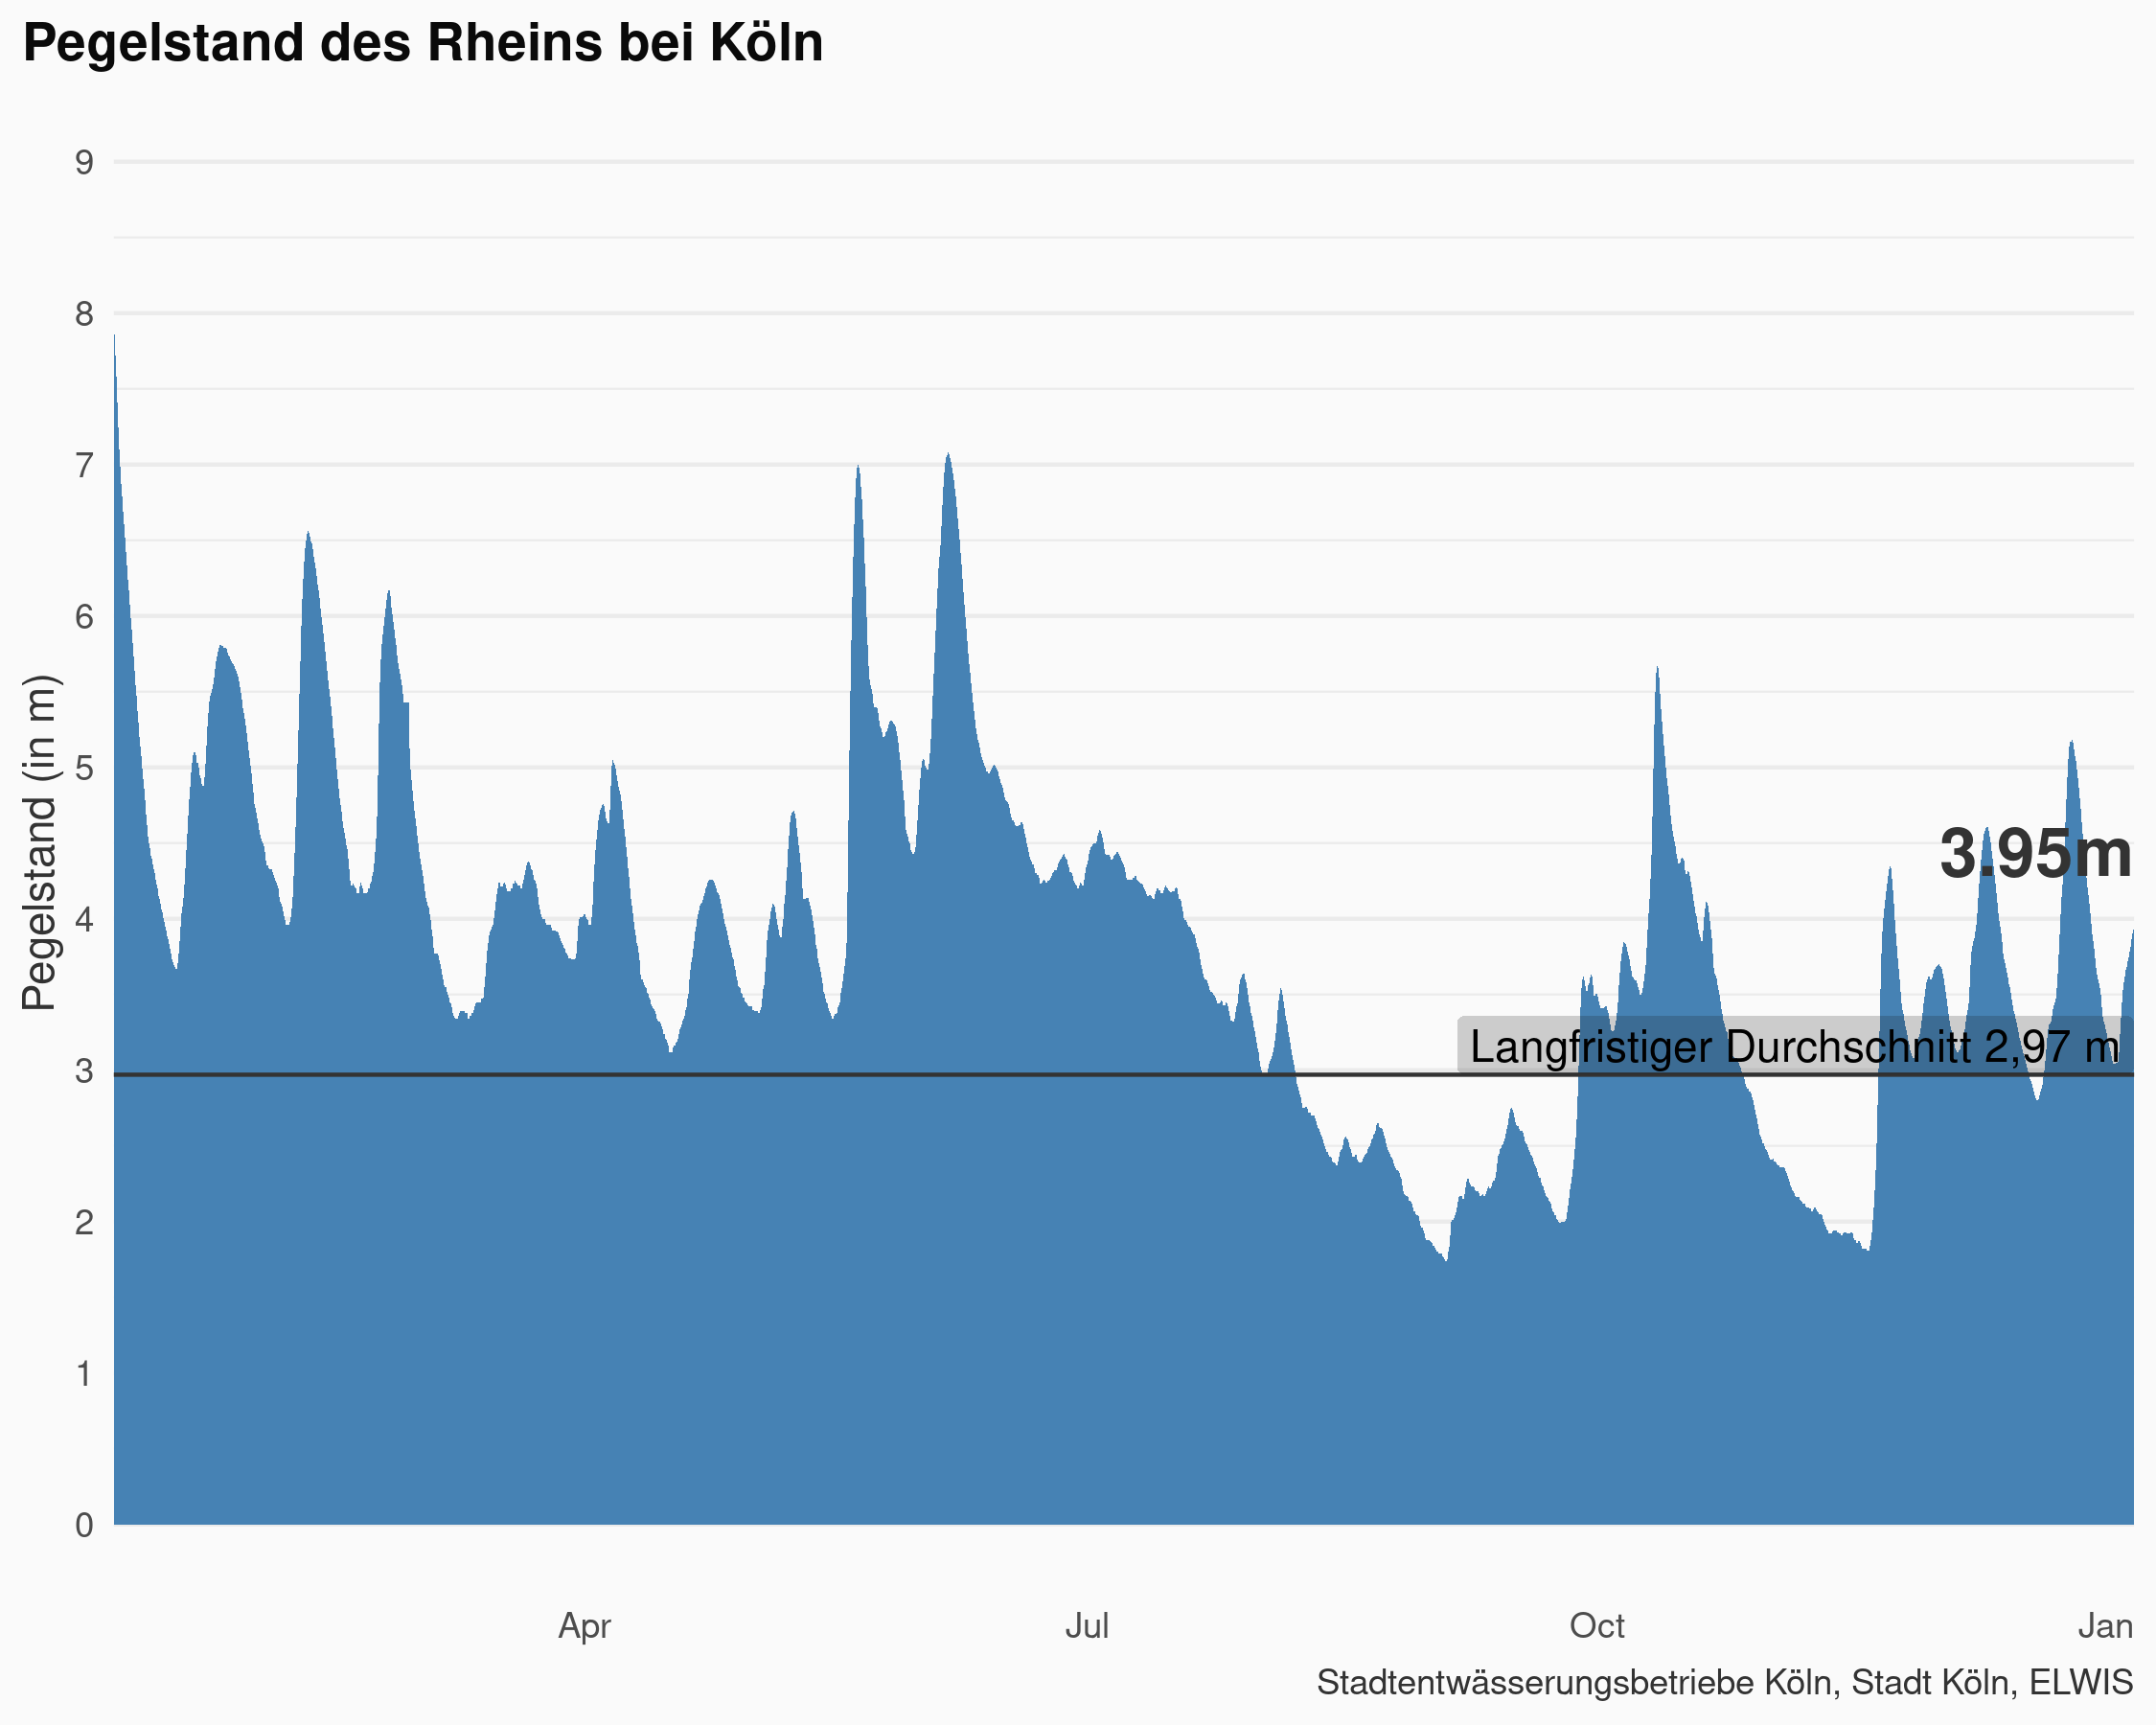 Pegelstand des Rheins bei Köln
Pegelstand (in m)
9
8
7
6
5
4
3
2
1
0
3.95m
Langfristiger Durchschnitt 2,97 m
Apr Jul Oct Jan
Stadtentwässerungsbetriebe Köln, Stadt Köln, ELWIS